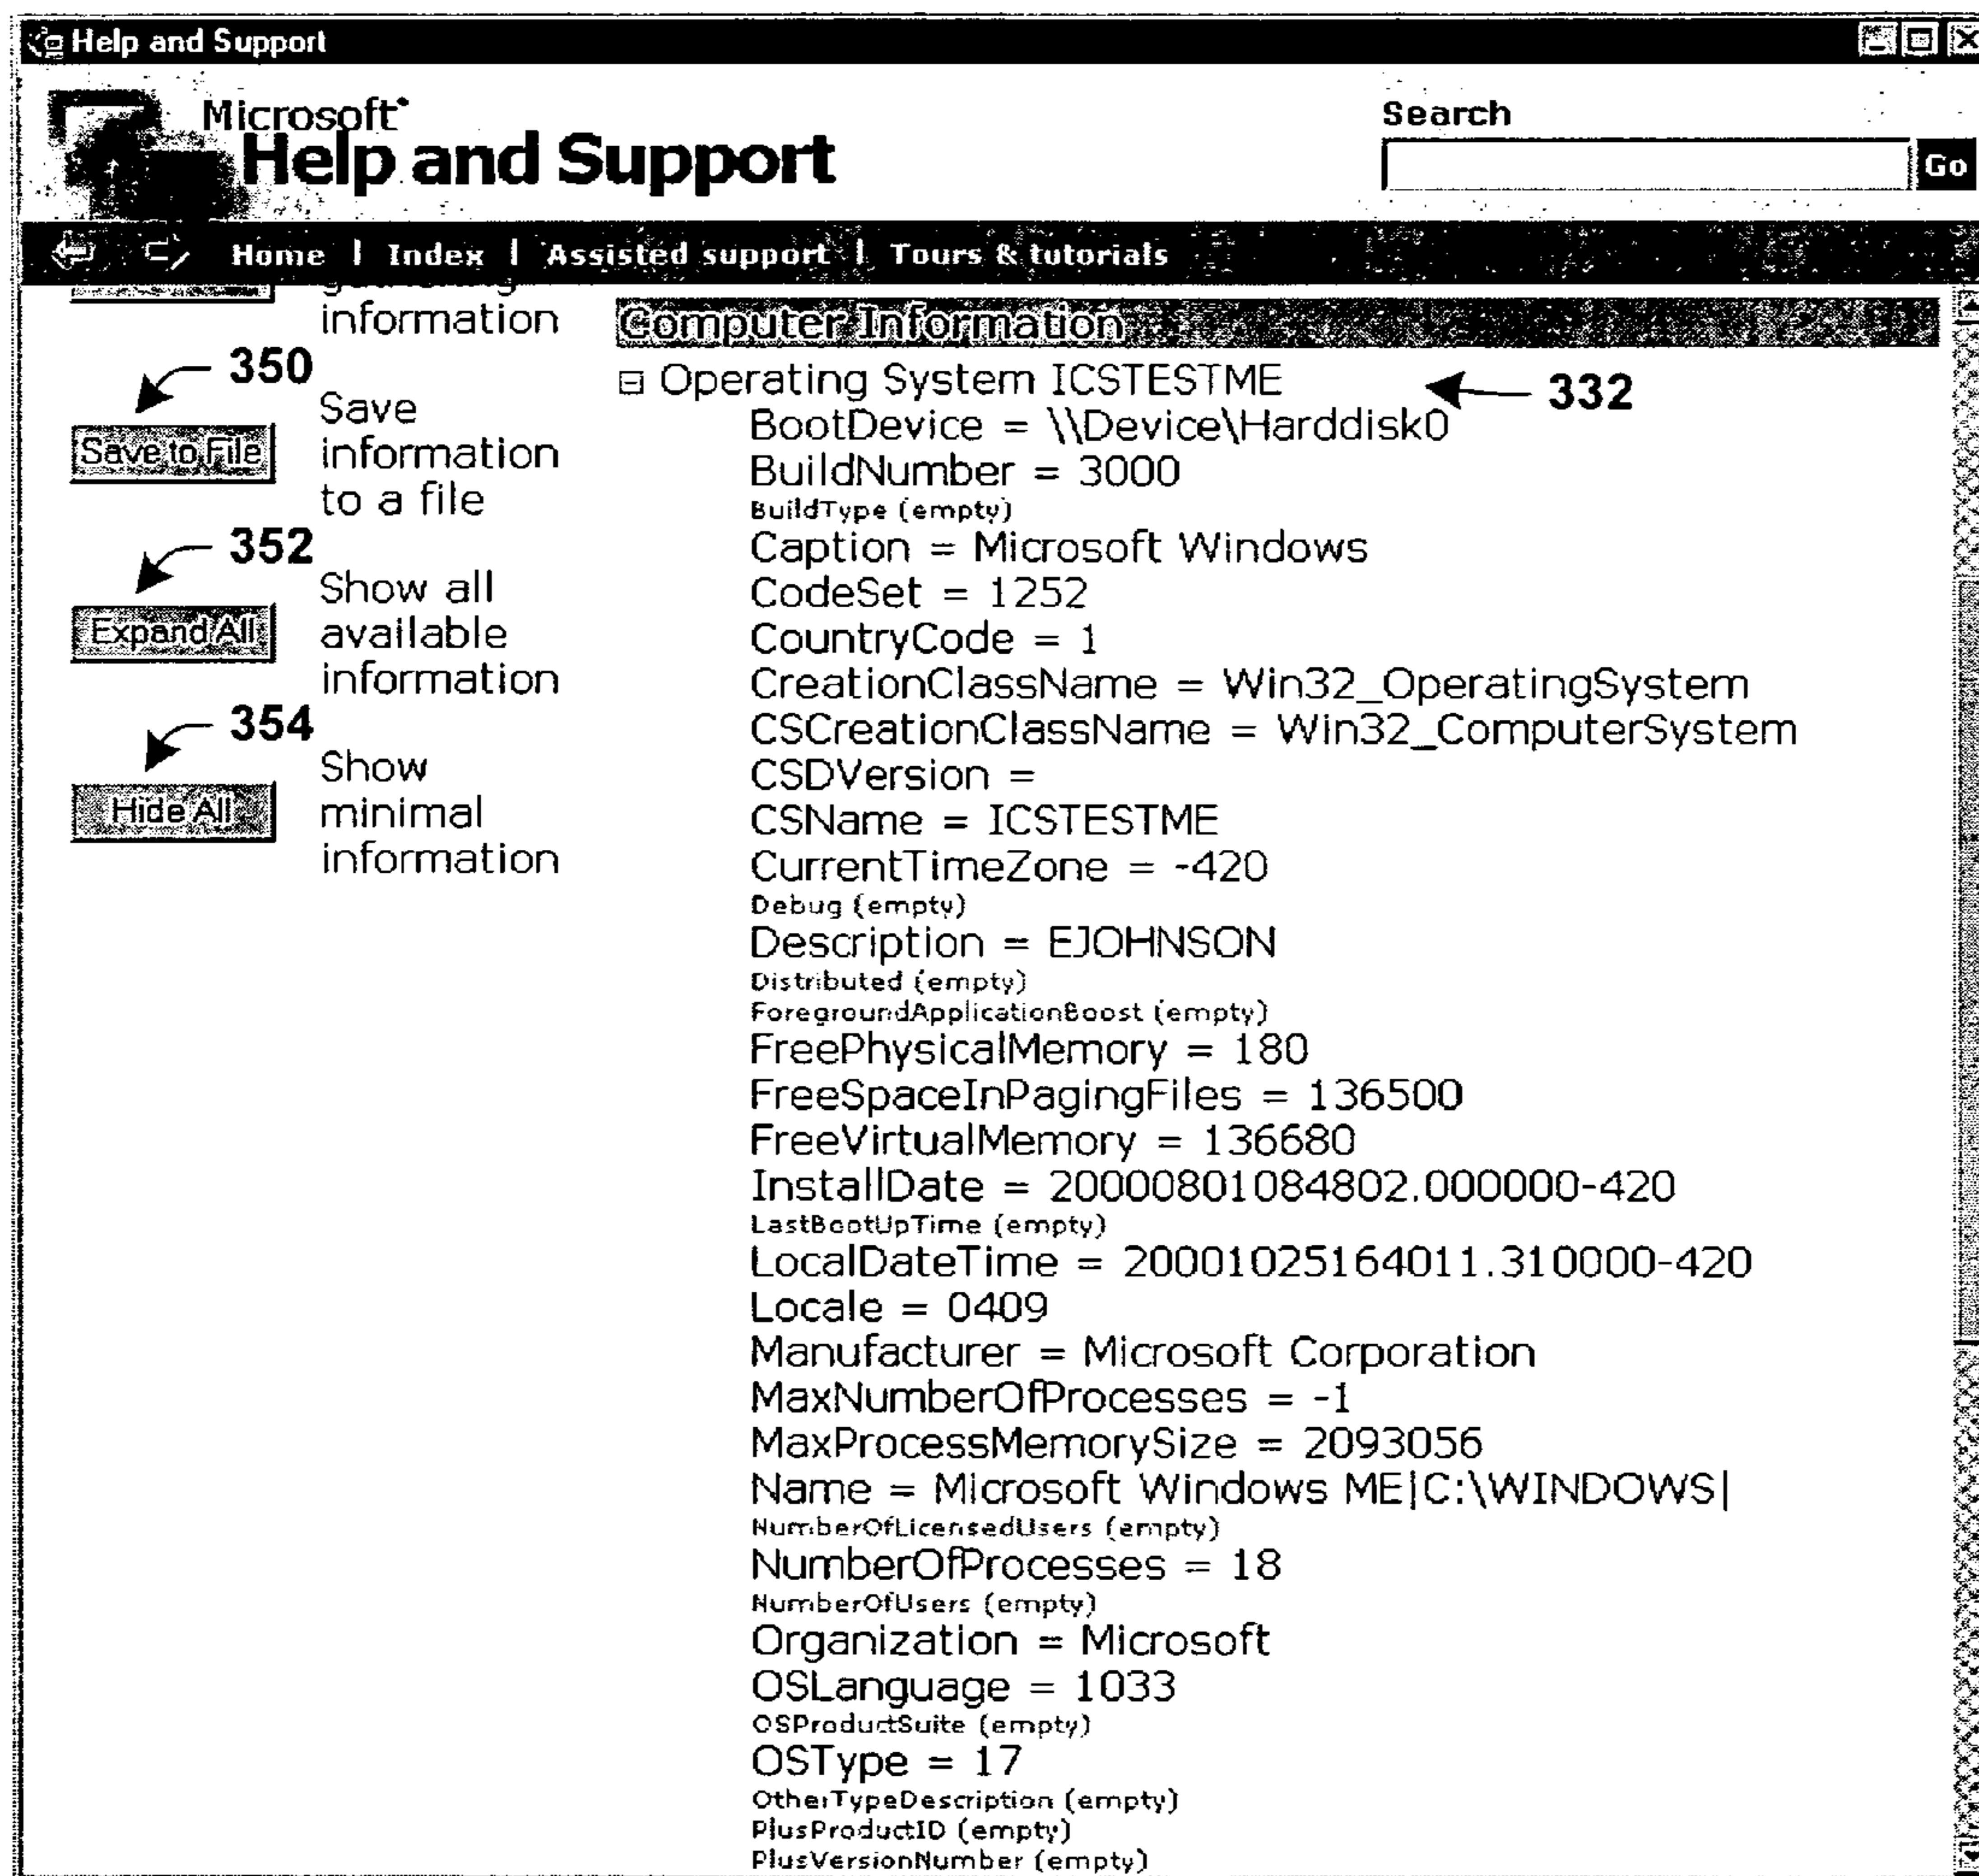 Help and Support
Microsoft
Help and Support
Search
Go
Home | Index | Assisted support | Tours & tutorials
information
350
Save to File
Save
information
to a file
352
Expand All
Show all
available
information
354
Hide All
Show
minimal
information
Computer Information
Operating System ICSTESTME
332
BootDevice = \\Device\Harddisk0
BuildNumber = 3000
BuildType (empty)
Caption = Microsoft Windows
CodeSet = 1252
CountryCode = 1
CreationClassName = Win32_OperatingSystem
CSCreationClassName = Win32_ComputerSystem
CSDVersion =
CSName = ICSTESTME
CurrentTimeZone = -420
Debug (empty)
Description = EJOHNSON
Distributed (empty)
ForegroundApplicationBoost (empty)
FreePhysicalMemory = 180
FreeSpaceInPagingFiles = 136500
FreeVirtualMemory = 136680
InstallDate = 20000801084802.000000-420
LastBootUpTime (empty)
LocalDateTime = 20001025164011.310000-420
Locale = 0409
Manufacturer = Microsoft Corporation
MaxNumberOfProcesses = -1
MaxProcessMemorySize = 2093056
Name = Microsoft Windows ME|C:\WINDOWS|
NumberOfLicensedUsers (empty)
NumberOfProcesses = 18
NumberOfUsers (empty)
Organization = Microsoft
OSLanguage = 1033
OSProductSuite (empty)
OSType = 17
OtherTypeDescription (empty)
PlusProductID (empty)
PlusVersionNumber (empty)